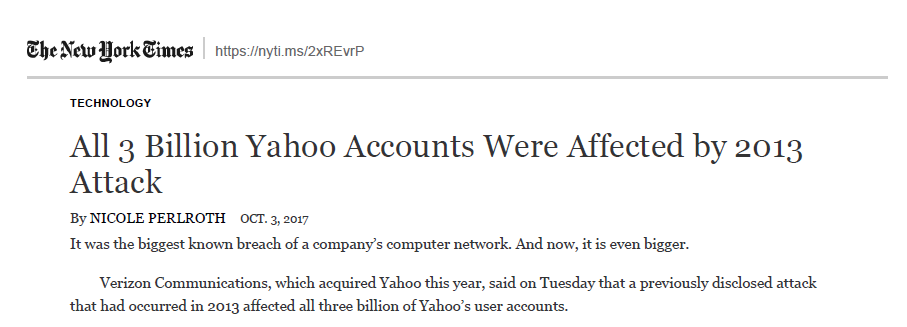 The New York Times https://nyti.ms/2xREvrP
TECHNOLOGY
All 3 Billion Yahoo Accounts Were Affected by 2013
Attack
By NICOLE PERLROTH OCT. 3, 2017
It was the biggest known breach of a company’s computer network. And now, it is even bigger.
Verizon Communications, which acquired Yahoo this year, said on Tuesday that a previously disclosed attack
that had occurred in 2013 affected all three billion of Yahoo’s user accounts.